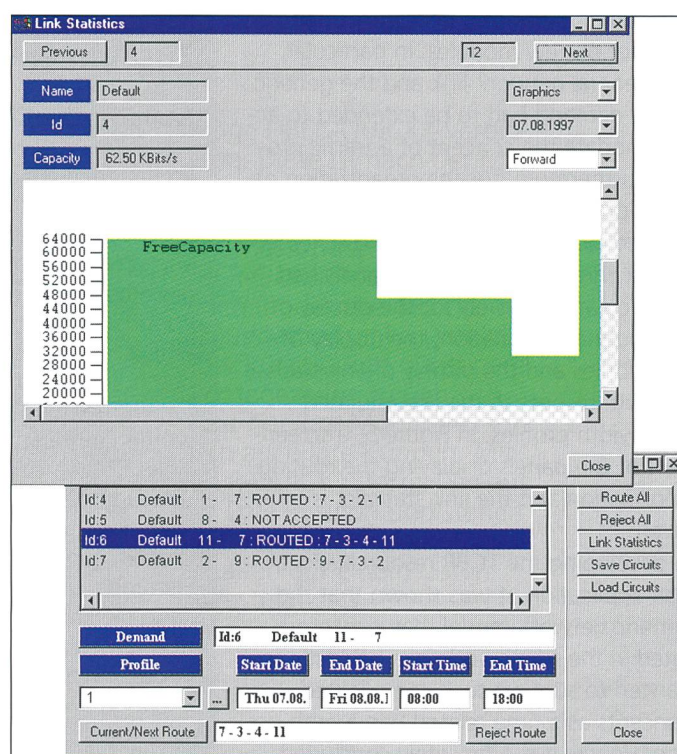 Link Statistics
Previous 4 12 Next
Name Default Graphics
Id 4 07.08.1997
Capacity 62.50 KBits/s Forward
FreeCapacity
64000
60000
56000
52000
48000
44000
40000
36000
32000
28000
24000
20000
Close
Id:4 Default 1 - 7 : ROUTED : 7 - 3 - 2 - 1
Id:5 Default 8 - 4 : NOT ACCEPTED
Id:6 Default 11 - 7 : ROUTED : 7 - 3 - 4 - 11
Id:7 Default 2 - 9 : ROUTED : 9 - 7 - 3 - 2
Route All
Reject All
Link Statistics
Save Circuits
Load Circuits
Demand Id:6 Default 11 - 7
Profile Start Date End Date Start Time End Time
1 ... Thu 07.08. Fri 08.08.1 08:00 18:00
Current/Next Route 7 - 3 - 4 - 11 Reject Route Close